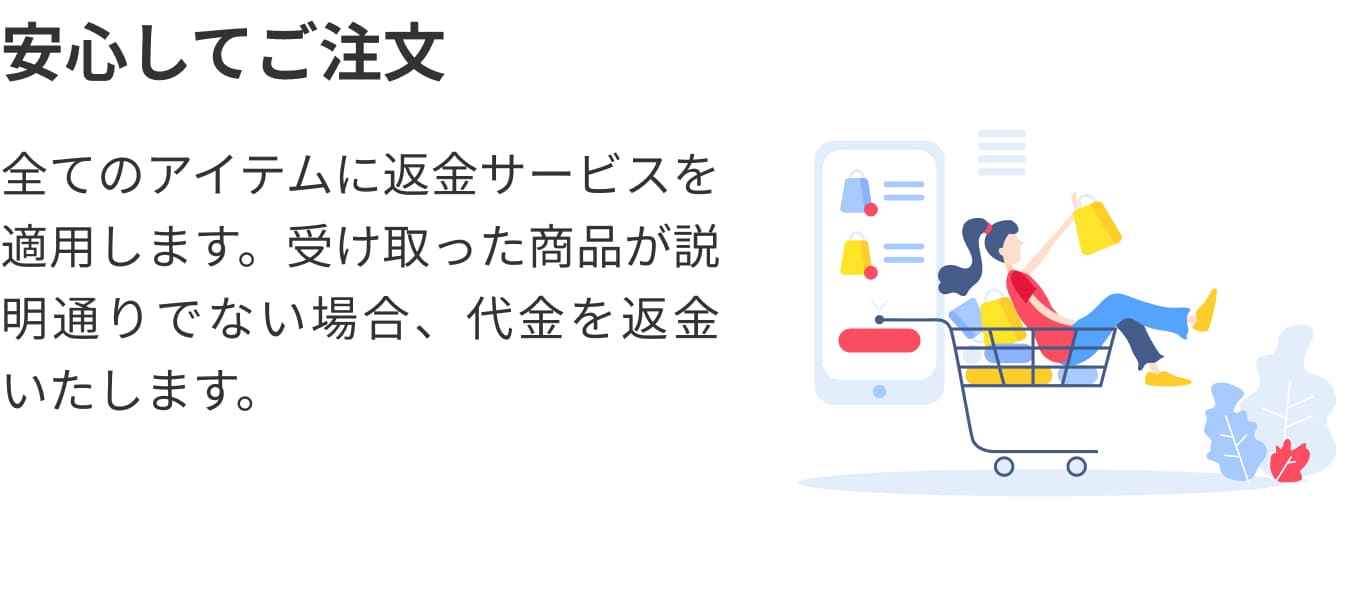 安心してご注文
全てのアイテムに返金サービスを
適用します。受け取った商品が説
明通りでない場合、代金を返金
いたします。